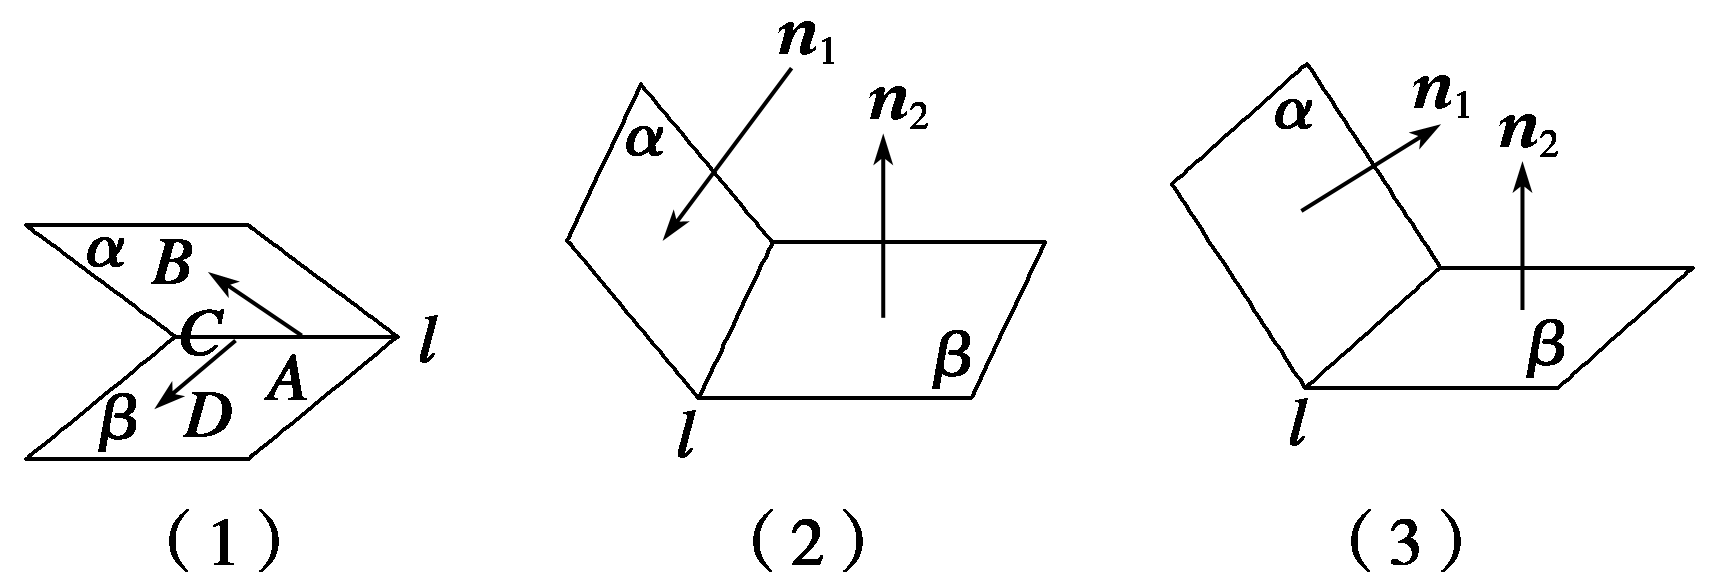 α B C A D β l
(1)
n₁ n₂ α β l
(2)
α n₁ n₂ β l
(3)